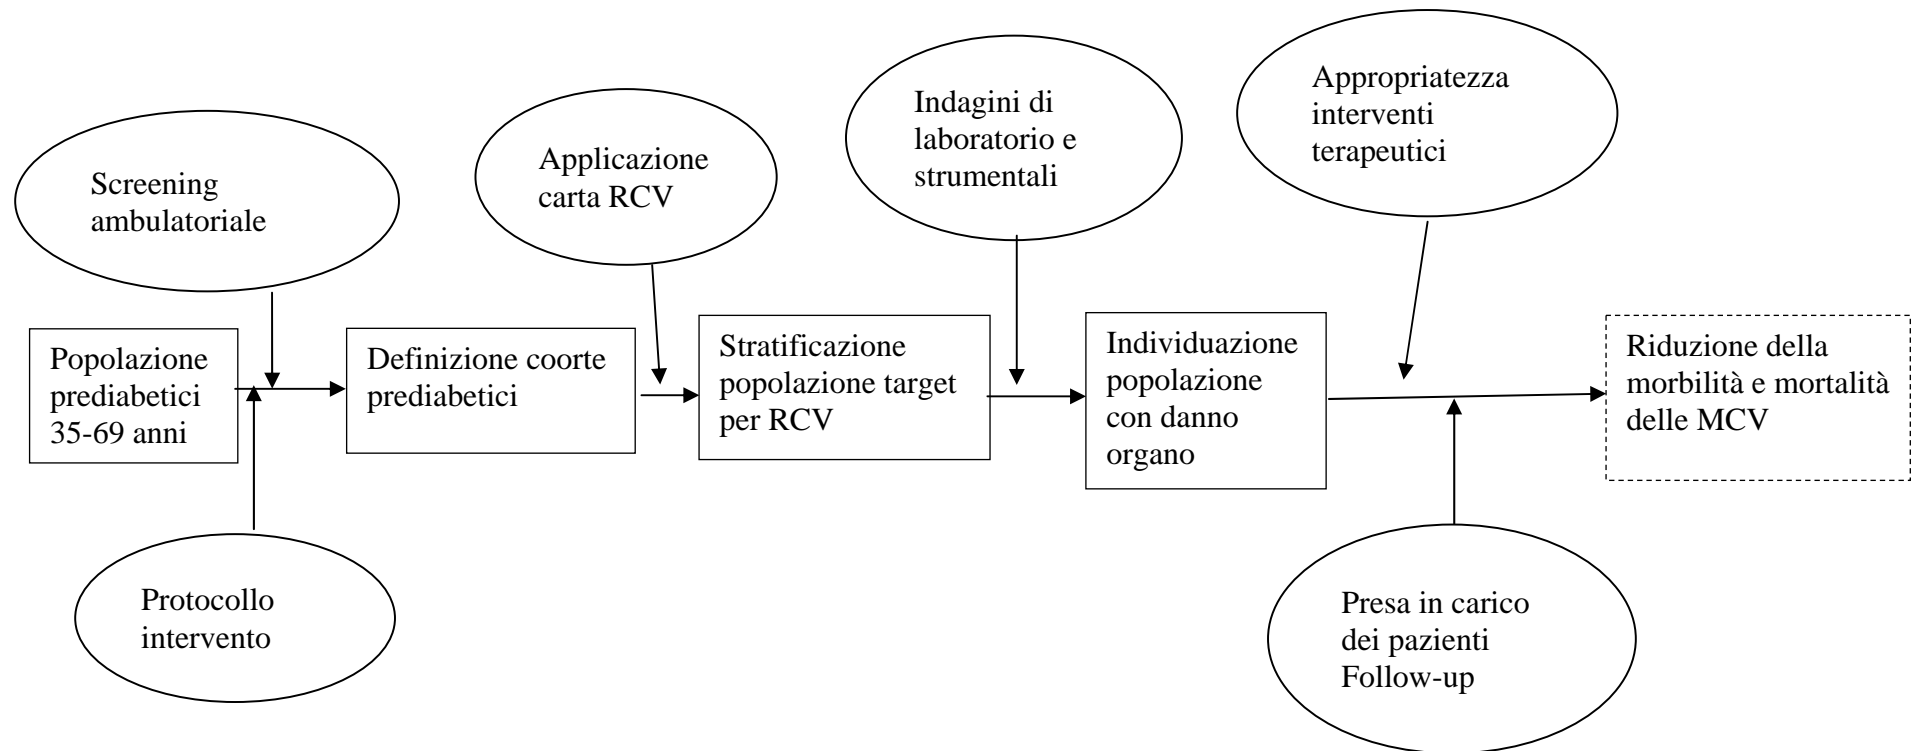 Screening
ambulatoriale
Applicazione
carta RCV
Indagini di
laboratorio e
strumentali
Appropriatezza
interventi
terapeutici
Popolazione
prediabetici
35-69 anni
Definizione coorte
prediabetici
Stratificazione
popolazione target
per RCV
Individuazione
popolazione
con danno
organo
Riduzione della
morbilità e mortalità
delle MCV
Protocollo
intervento
Presa in carico
dei pazienti
Follow-up